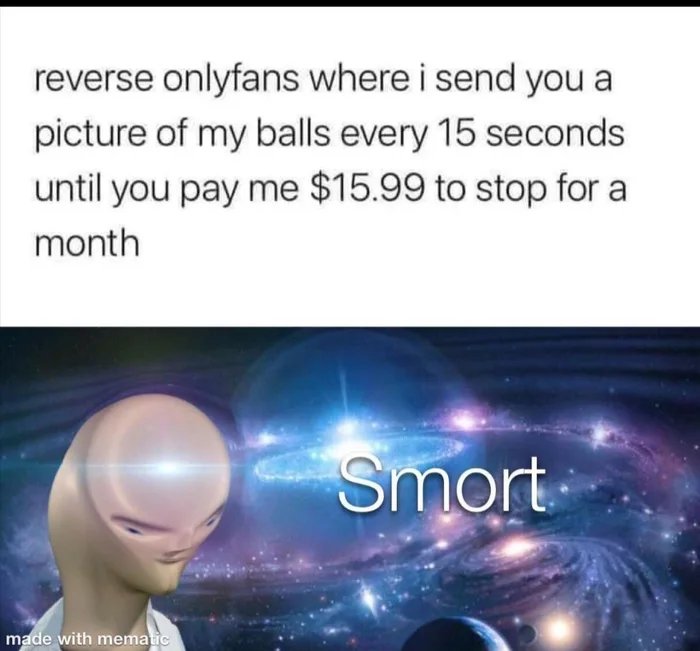 reverse onlyfans where i send you a
picture of my balls every 15 seconds
until you pay me $15.99 to stop for a
month
Smort
made with mematic